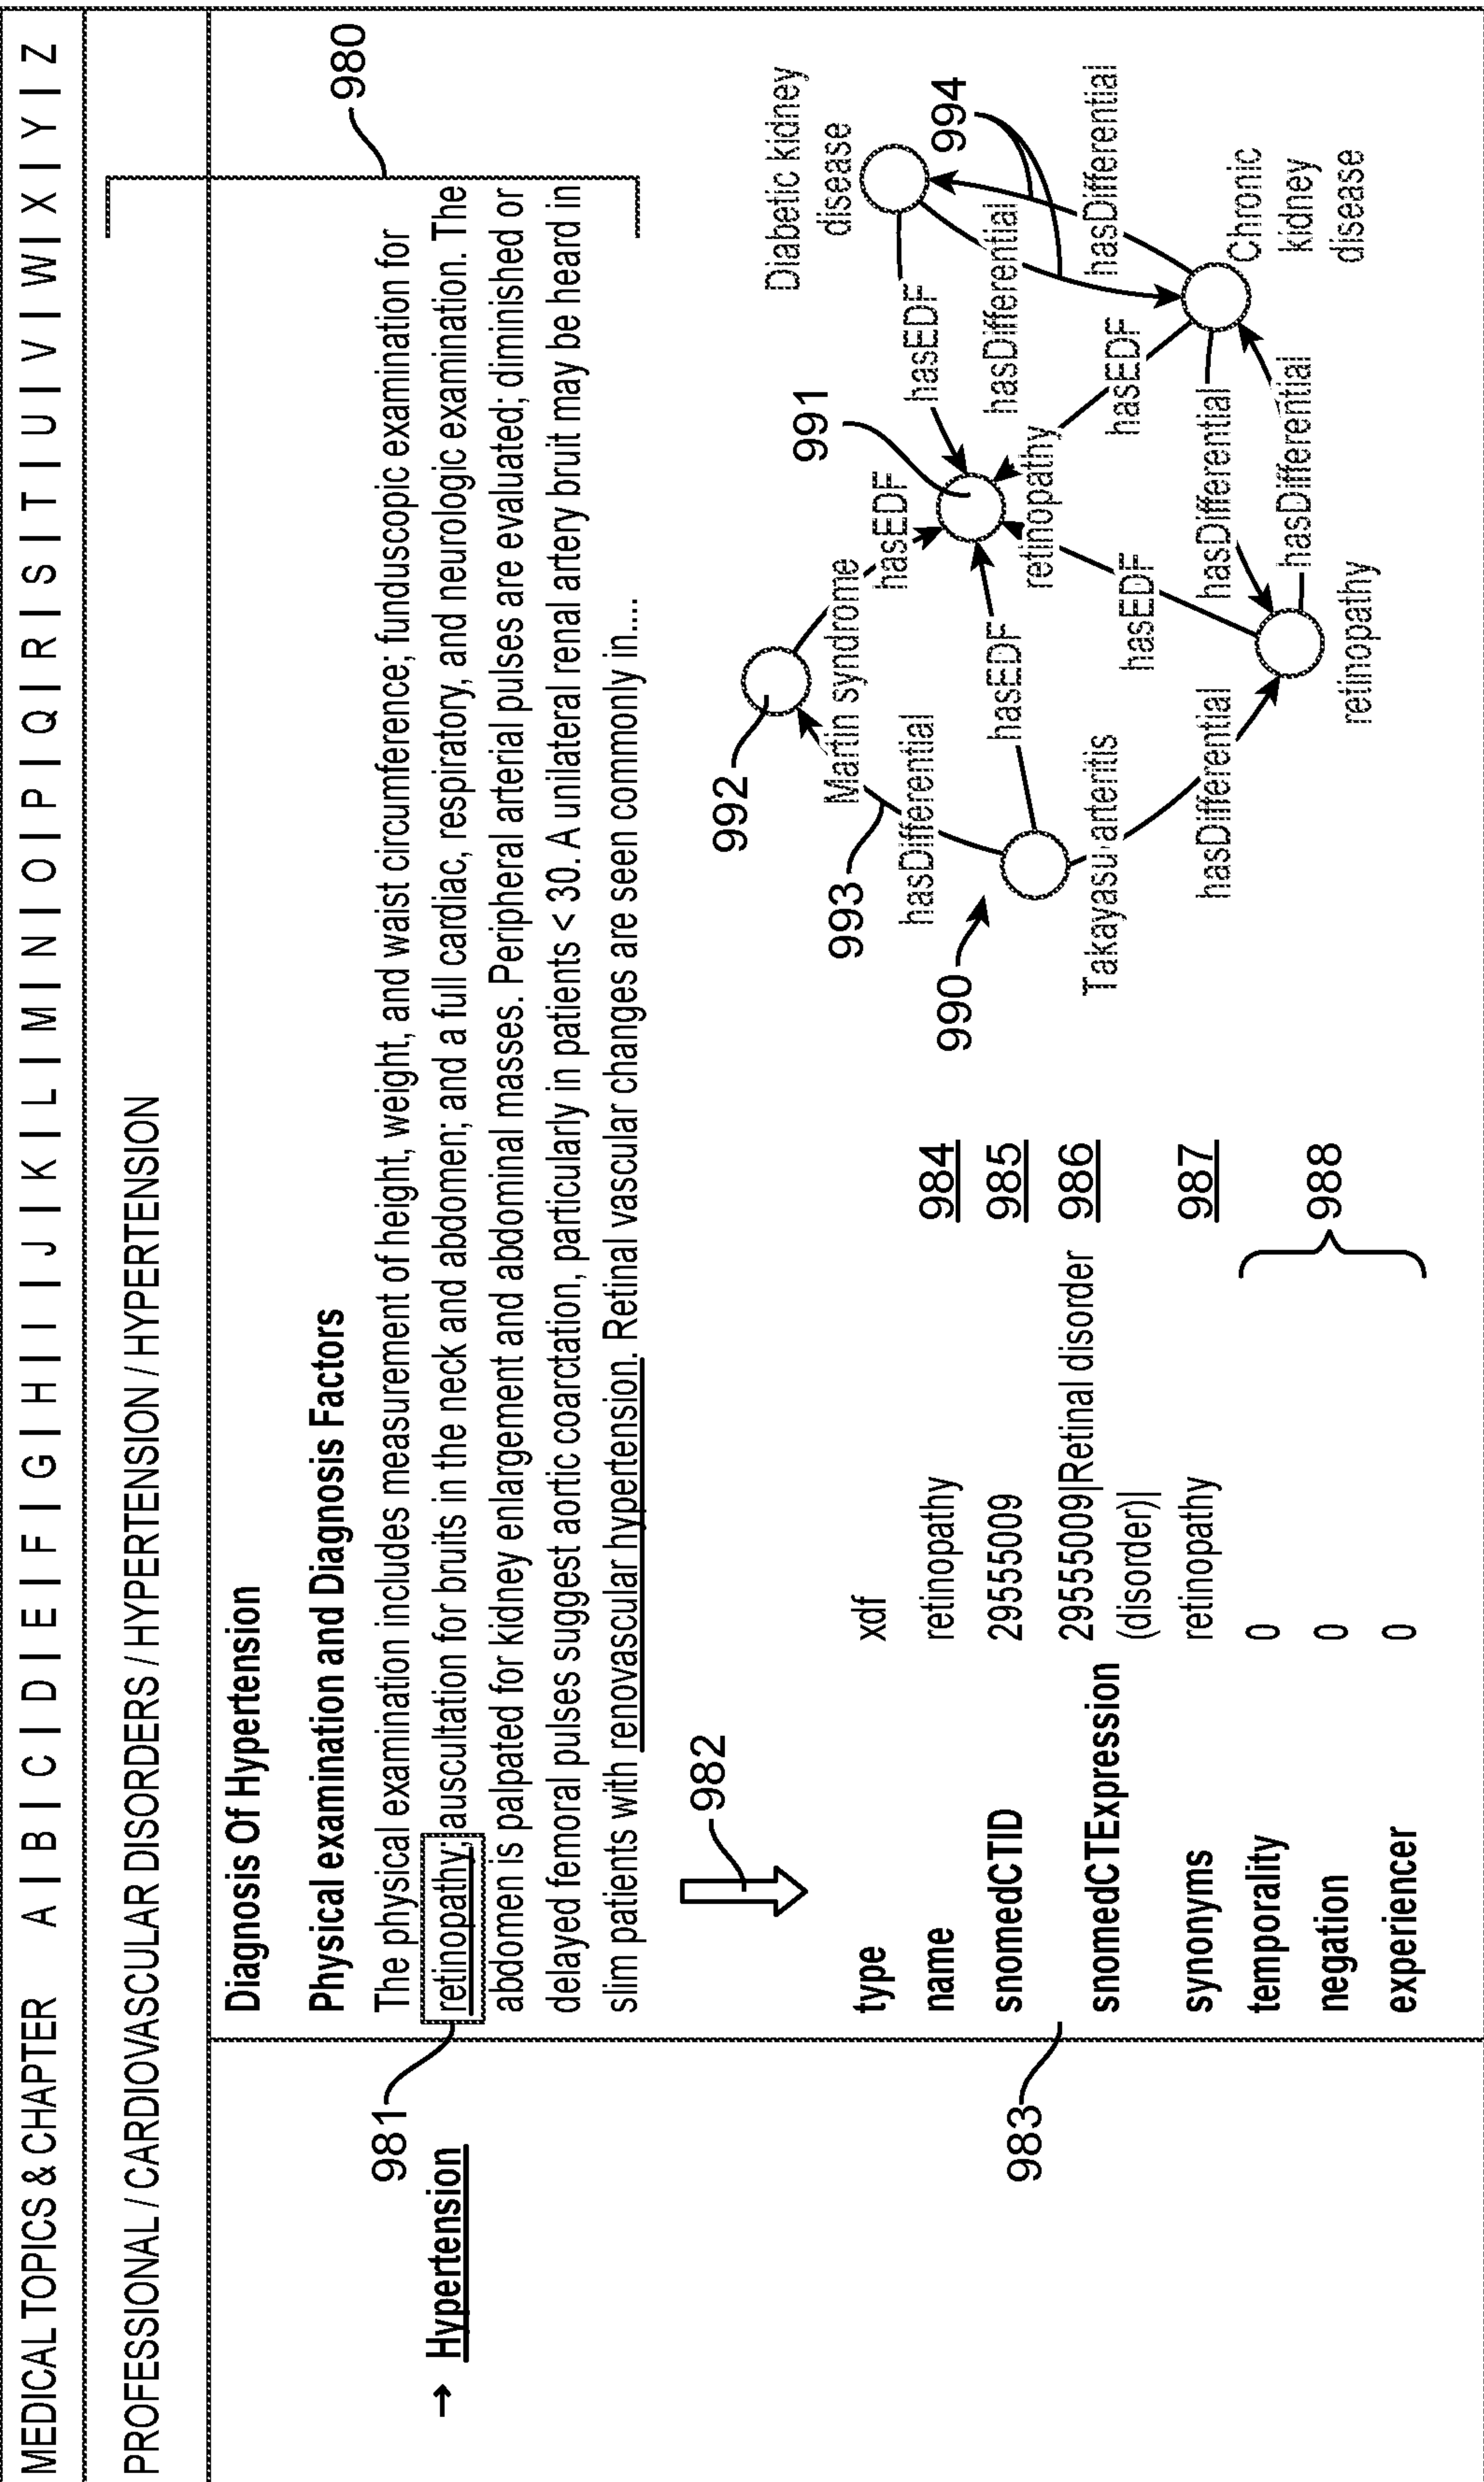 MEDICAL TOPICS & CHAPTER A I B I C I D I E I F I G I H I I I J I K I L I M I N I O I P I Q I R I S I T I U I V I W I X I Y I Z
PROFESSIONAL / CARDIOVASCULAR DISORDERS / HYPERTENSION / HYPERTENSION
→ Hypertension
Diagnosis Of Hypertension
Physical examination and Diagnosis Factors
The physical examination includes measurement of height, weight, and waist circumference; funduscopic examination for
retinopathy; auscultation for bruits in the neck and abdomen; and a full cardiac, respiratory, and neurologic examination. The
abdomen is palpated for kidney enlargement and abdominal masses. Peripheral arterial pulses are evaluated; diminished or
delayed femoral pulses suggest aortic coarctation, particularly in patients < 30. A unilateral renal artery bruit may be heard in
slim patients with renovascular hypertension. Retinal vascular changes are seen commonly in...
980
981
982
983
type xdf
name retinopathy 984
snomedCTID 29555009 985
snomedCTExpression 29555009|Retinal disorder 986
(disorder)|
synonyms retinopathy 987
temporality 0
negation 0 988
experiencer 0
990
991
992
993
994
Diabetic kidney
disease
Martin syndrome
hasEDF
hasEDF
hasDifferential
hasDifferential
hasDifferential
hasEDF
retinopathy
hasEDF
hasEDF
Takayasu arteritis
hasDifferential
hasDifferential
hasDifferential
Chronic
kidney
disease
retinopathy